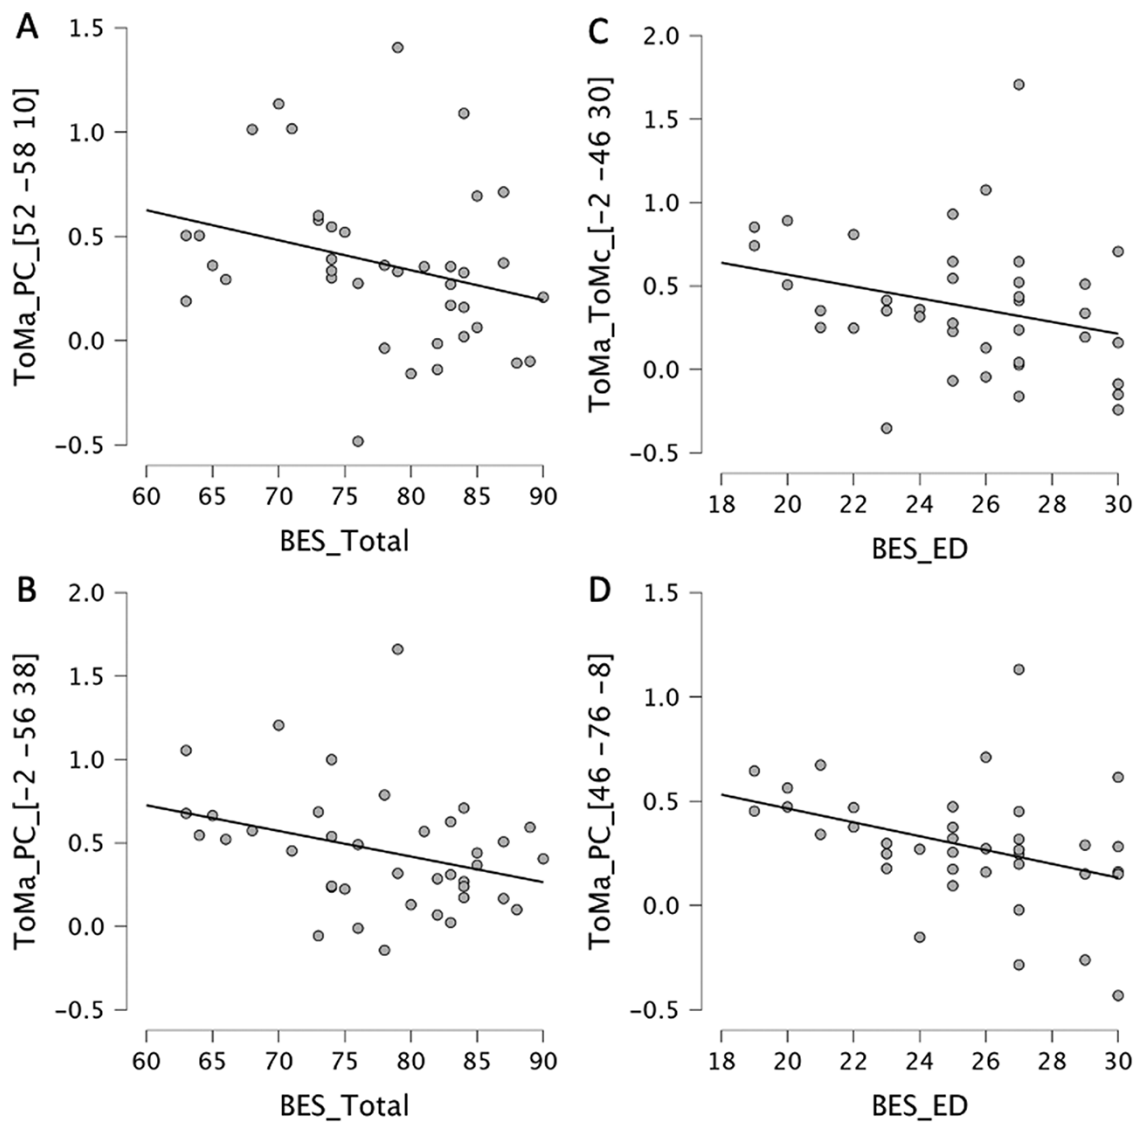 A
ToMa_PC_[52 −58 10]
1.5
1.0
0.5
0.0
−0.5
60 65 70 75 80 85 90
BES_Total
C
ToMa_ToMc_[−2 −46 30]
2.0
1.5
1.0
0.5
0.0
−0.5
18 20 22 24 26 28 30
BES_ED
B
ToMa_PC_[−2 −56 38]
2.0
1.5
1.0
0.5
0.0
−0.5
60 65 70 75 80 85 90
BES_Total
D
ToMa_PC_[46 −76 −8]
1.5
1.0
0.5
0.0
−0.5
18 20 22 24 26 28 30
BES_ED